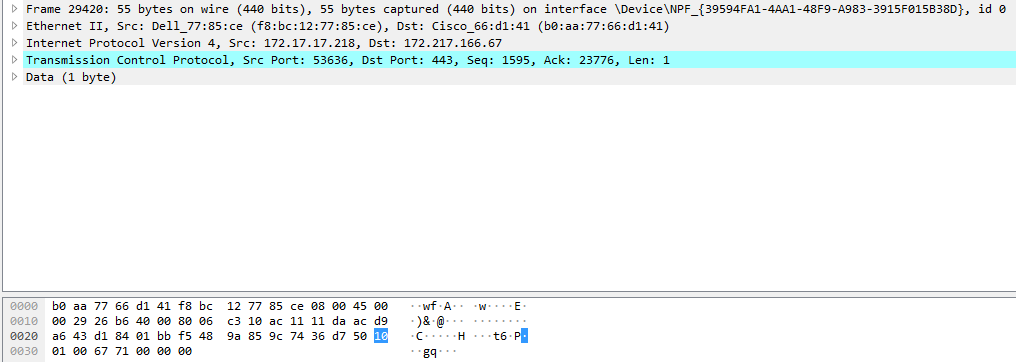 Frame 29420: 55 bytes on wire (440 bits), 55 bytes captured (440 bits) on interface \Device\NPF_{39594FA1-4AA1-48F9-A983-3915F015B38D}, id 0
Ethernet II, Src: Dell_77:85:ce (f8:bc:12:77:85:ce), Dst: Cisco_66:d1:41 (b0:aa:77:66:d1:41)
Internet Protocol Version 4, Src: 172.17.17.218, Dst: 172.217.166.67
Transmission Control Protocol, Src Port: 53636, Dst Port: 443, Seq: 1595, Ack: 23776, Len: 1
Data (1 byte)
0000 b0 aa 77 66 d1 41 f8 bc 12 77 85 ce 08 00 45 00 ··wf·A·· ·w····E·
0010 00 29 26 b6 40 00 80 06 c3 10 ac 11 11 da ac d9 ·)&·@··· ········
0020 a6 43 d1 84 01 bb f5 48 9a 85 9c 74 36 d7 50 10 ·C·····H ···t6·P·
0030 01 00 67 71 00 00 00 ··gq···